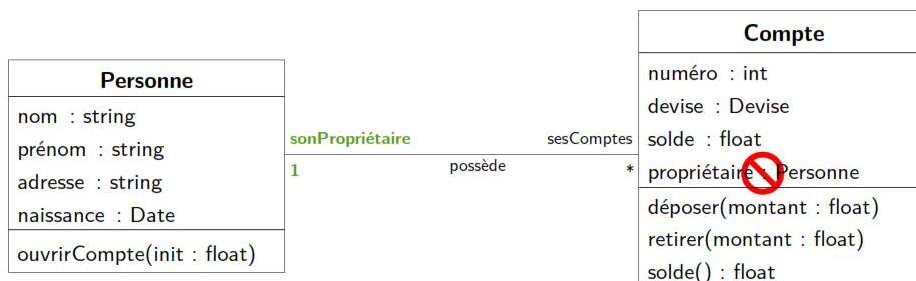 Personne
nom : string
prénom : string
adresse : string
naissance : Date
ouvrirCompte(init : float)
sonPropriétaire
1
possède
sesComptes
*
Compte
numéro : int
devise : Devise
solde : float
propriétaire : Personne
déposer(montant : float)
retirer(montant : float)
solde() : float